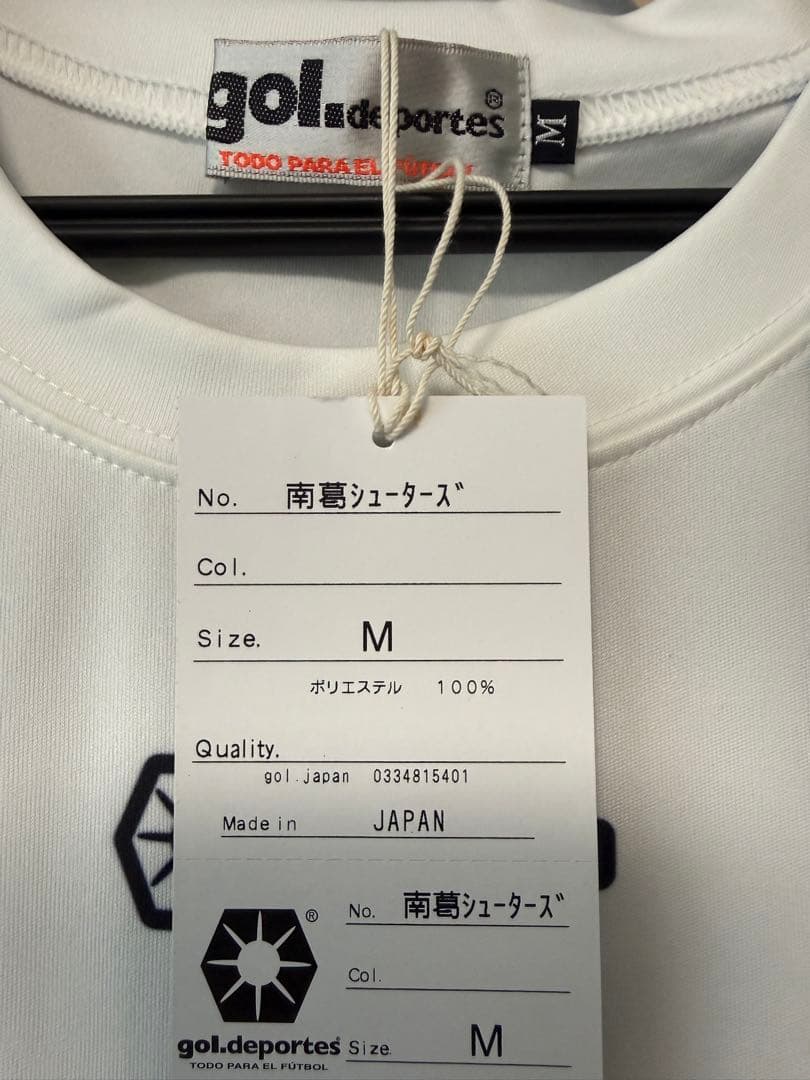 gol.deportes®
TODO PARA EL FÚTBOL
M
No. 南葛ｼｭｰﾀｰｽﾞ
Col.
Size. M
ポリエステル 100%
Quality.
gol.japan 0334815401
Made in JAPAN
®
No. 南葛ｼｭｰﾀｰｽﾞ
Col.
gol.deportes® Size. M
TODO PARA EL FÚTBOL